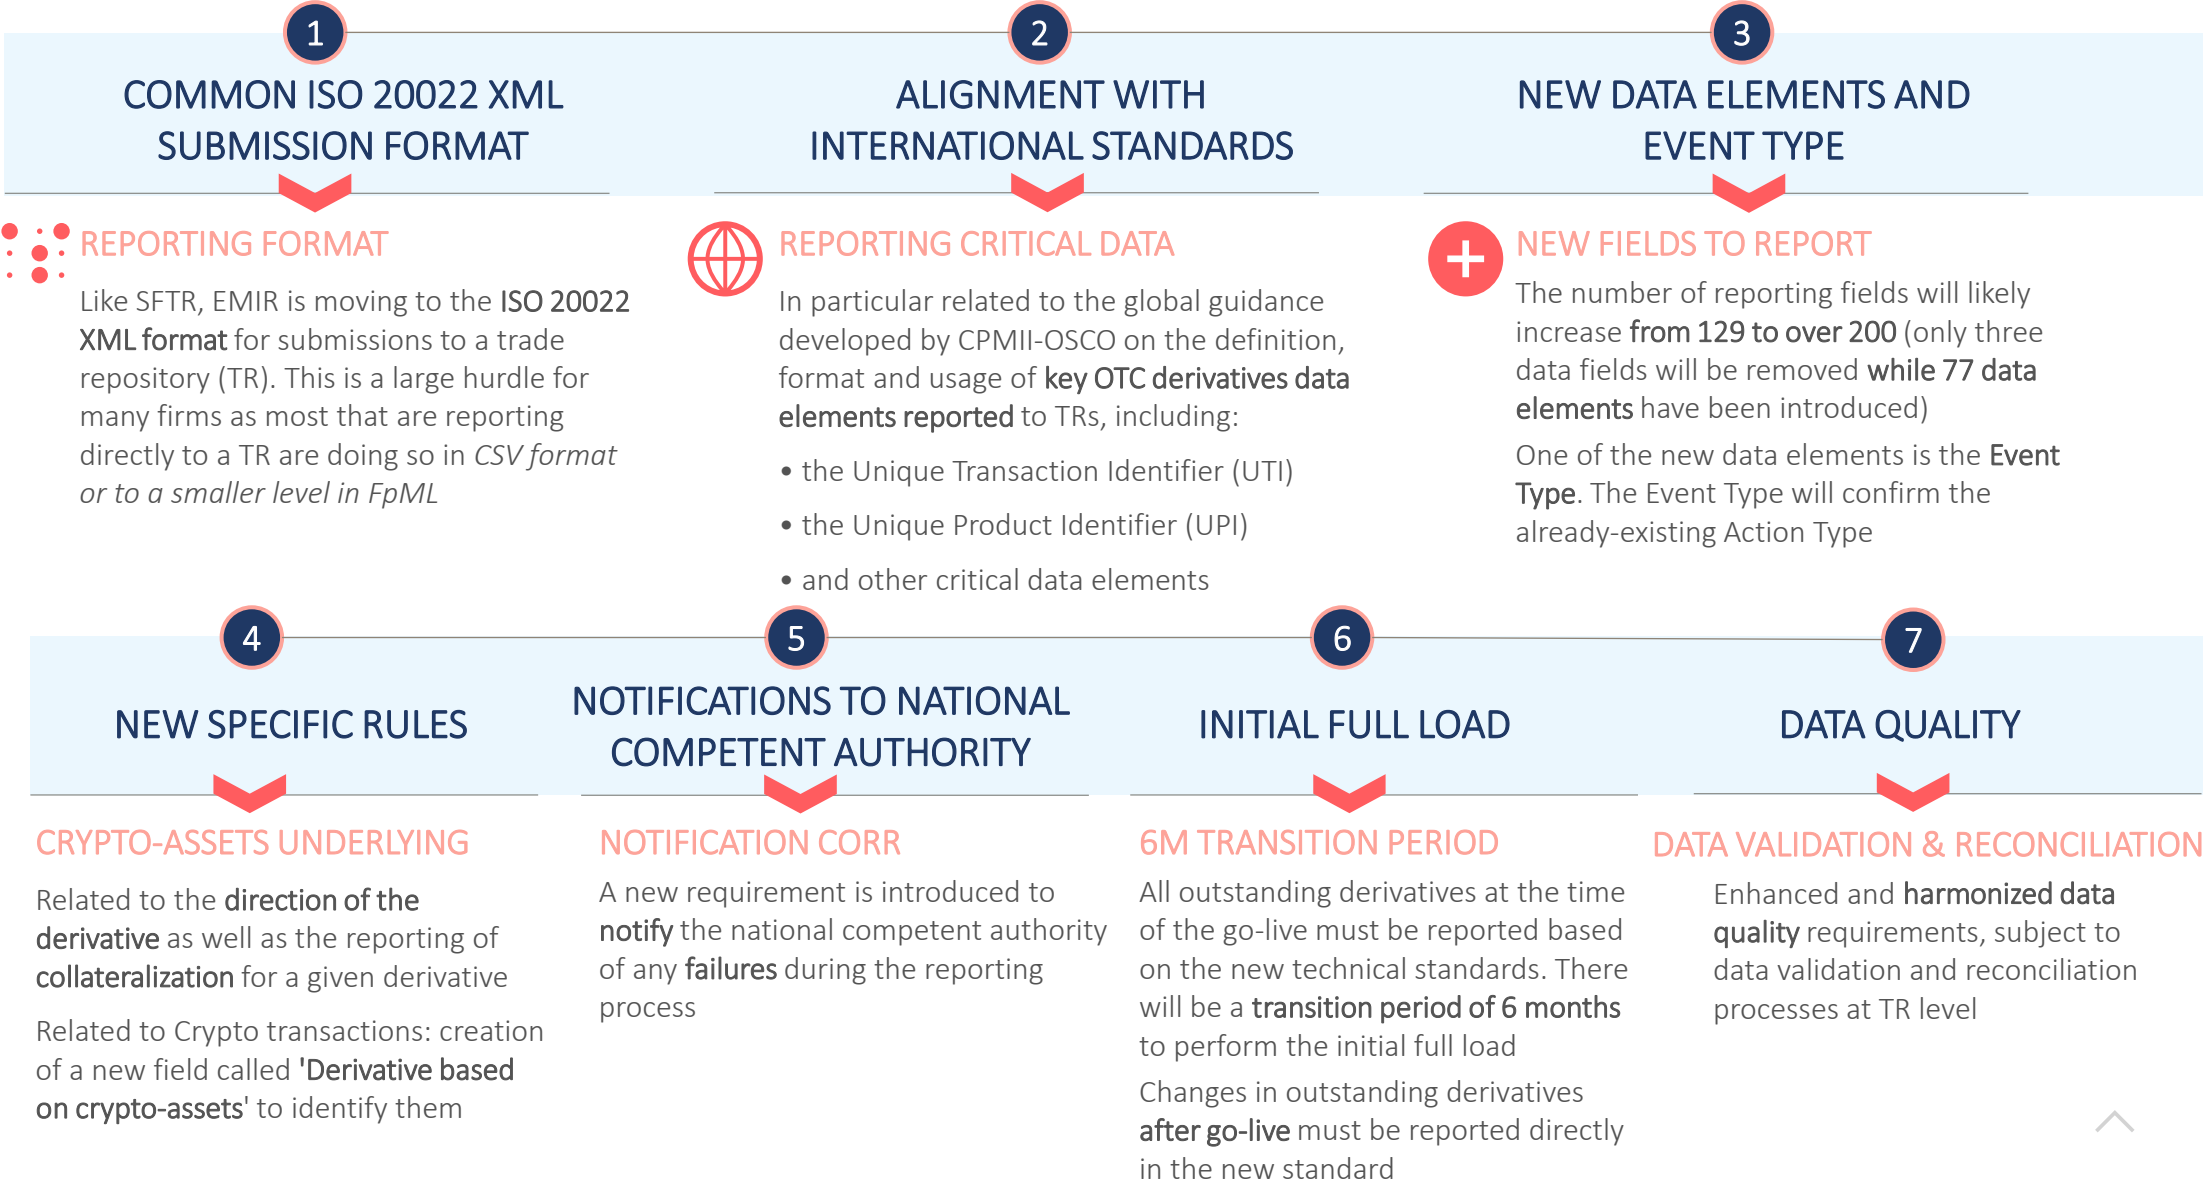 1
COMMON ISO 20022 XML
SUBMISSION FORMAT
REPORTING FORMAT
Like SFTR, EMIR is moving to the ISO 20022
XML format for submissions to a trade
repository (TR). This is a large hurdle for
many firms as most that are reporting
directly to a TR are doing so in CSV format
or to a smaller level in FpML
2
ALIGNMENT WITH
INTERNATIONAL STANDARDS
REPORTING CRITICAL DATA
In particular related to the global guidance
developed by CPMII-OSCO on the definition,
format and usage of key OTC derivatives data
elements reported to TRs, including:
• the Unique Transaction Identifier (UTI)
• the Unique Product Identifier (UPI)
• and other critical data elements
3
NEW DATA ELEMENTS AND
EVENT TYPE
NEW FIELDS TO REPORT
The number of reporting fields will likely
increase from 129 to over 200 (only three
data fields will be removed while 77 data
elements have been introduced)
One of the new data elements is the Event
Type. The Event Type will confirm the
already-existing Action Type
4
NEW SPECIFIC RULES
CRYPTO-ASSETS UNDERLYING
Related to the direction of the
derivative as well as the reporting of
collateralization for a given derivative
Related to Crypto transactions: creation
of a new field called 'Derivative based
on crypto-assets' to identify them
5
NOTIFICATIONS TO NATIONAL
COMPETENT AUTHORITY
NOTIFICATION CORR
A new requirement is introduced to
notify the national competent authority
of any failures during the reporting
process
6
INITIAL FULL LOAD
6M TRANSITION PERIOD
All outstanding derivatives at the time
of the go-live must be reported based
on the new technical standards. There
will be a transition period of 6 months
to perform the initial full load
Changes in outstanding derivatives
after go-live must be reported directly
in the new standard
7
DATA QUALITY
DATA VALIDATION & RECONCILIATION
Enhanced and harmonized data
quality requirements, subject to
data validation and reconciliation
processes at TR level